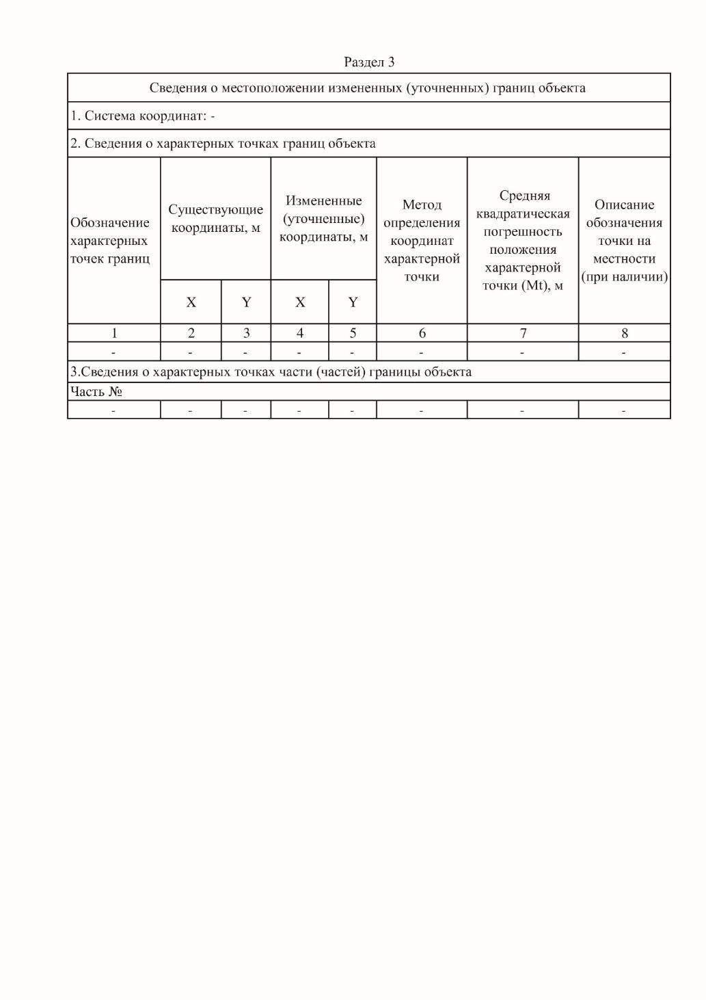 Раздел 3
Сведения о местоположении измененных (уточненных) границ объекта
1. Система координат: -
2. Сведения о характерных точках границ объекта
Обозначение
характерных
точек границ
Существующие
координаты, м
Измененные
(уточненные)
координаты, м
Метод
определения
координат
характерной
точки
Средняя
квадратическая
погрешность
положения
характерной
точки (Mt), м
Описание
обозначения
точки на
местности
(при наличии)
X Y X Y
1 2 3 4 5 6 7 8
- - - - - - - -
3.Сведения о характерных точках части (частей) границы объекта
Часть №
- - - - - - - -